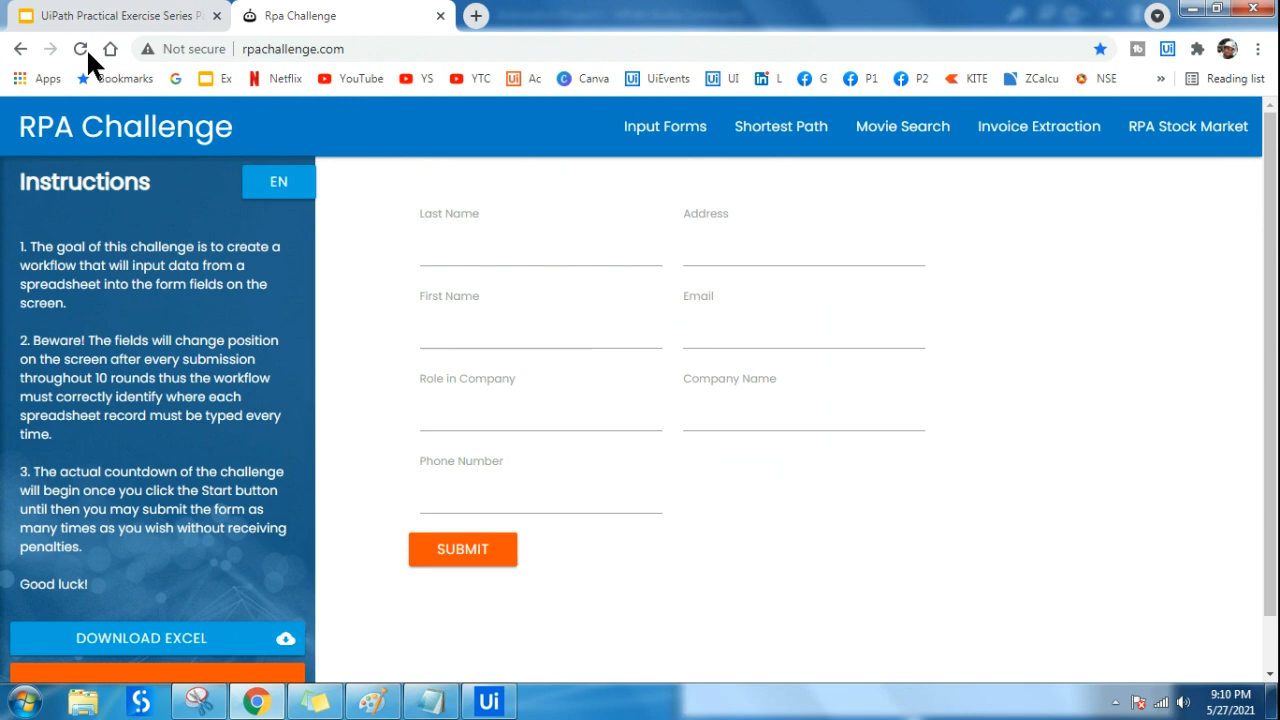 UiPath Practical Exercise Series P
Rpa Challenge
Not secure
rpachallenge.com
Apps
Bookmarks
Ex
Netflix
YouTube
YS
YTC
Ac
Canva
UiEvents
UI
L
G
P1
P2
KITE
ZCalcu
NSE
»
Reading list
RPA Challenge
Input Forms
Shortest Path
Movie Search
Invoice Extraction
RPA Stock Market
Instructions
EN
1. The goal of this challenge is to create a
workflow that will input data from a
spreadsheet into the form fields on the
screen.
2. Beware! The fields will change position
on the screen after every submission
throughout 10 rounds thus the workflow
must correctly identify where each
spreadsheet record must be typed every
time.
3. The actual countdown of the challenge
will begin once you click the Start button
until then you may submit the form as
many times as you wish without receiving
penalties.
Good luck!
DOWNLOAD EXCEL
Last Name
Address
First Name
Email
Role in Company
Company Name
Phone Number
SUBMIT
Ui
9:10 PM
5/27/2021